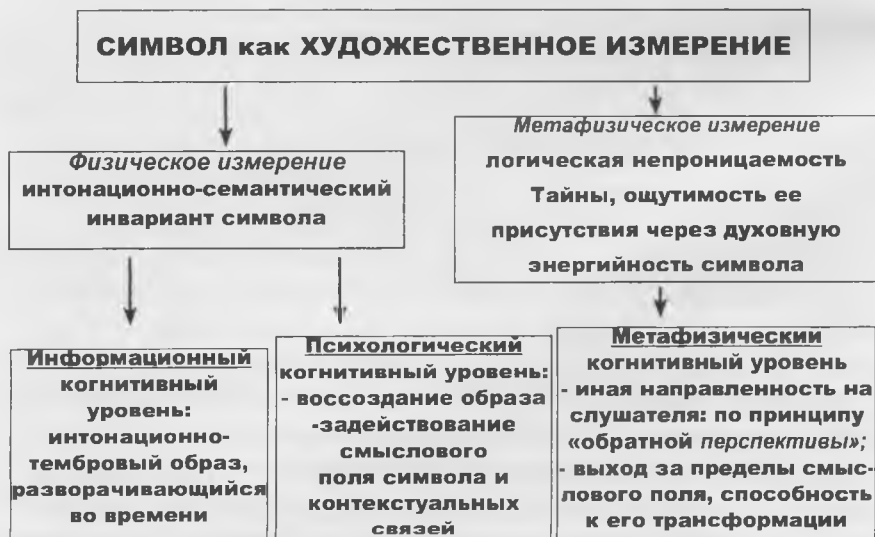 СИМВОЛ как ХУДОЖЕСТВЕННОЕ ИЗМЕРЕНИЕ
Физическое измерение
интонационно-семантический
инвариант символа
Метафизическое измерение
логическая непроницаемость
Тайны, ощутимость ее
присутствия через духовную
энергийность символа
Информационный
когнитивный
уровень:
интонационно-
тембровый образ,
разворачивающийся
во времени
Психологический
когнитивный уровень:
- воссоздание образа
-задействование
смыслового
поля символа и
контекстуальных
связей
Метафизический
когнитивный уровень
- иная направленность на
слушателя: по принципу
«обратной перспективы»;
- выход за пределы смыс-
лового поля, способность
к его трансформации